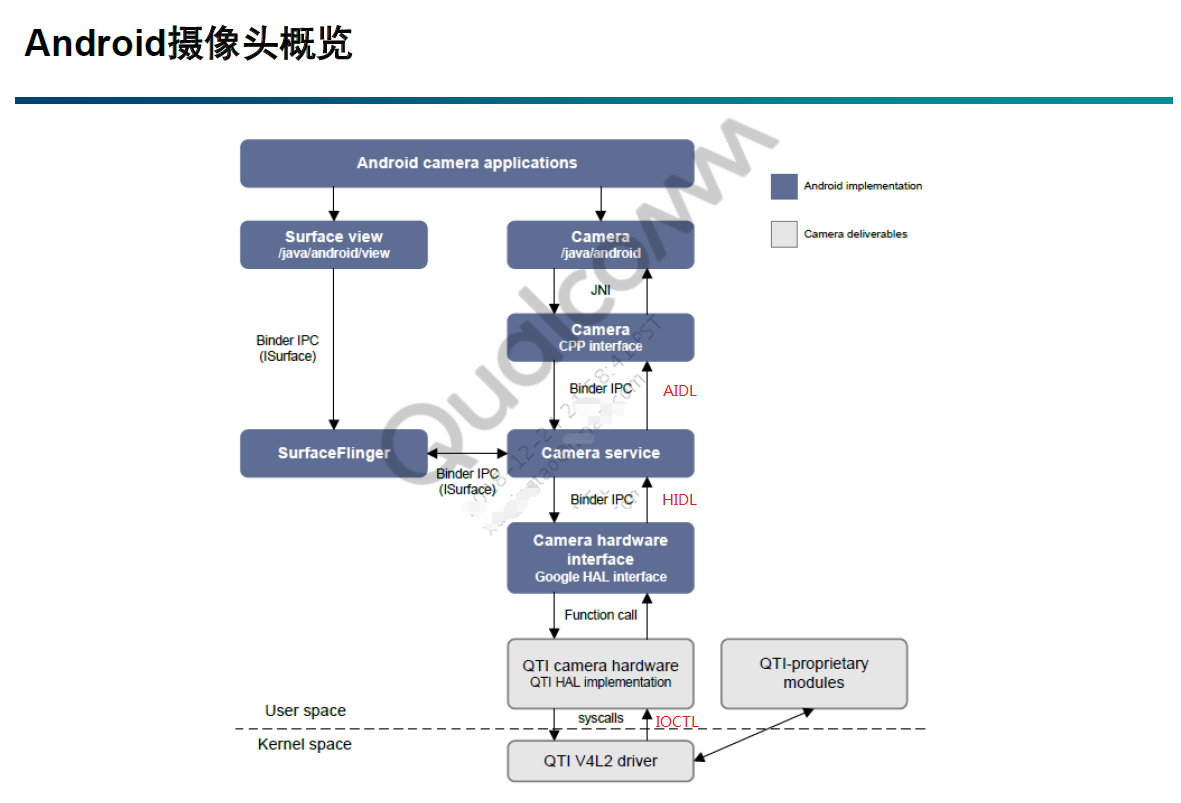 Android摄像头概览
Android camera applications
Android implementation
Camera deliverables
Surface view
/java/android/view
Camera
/java/android
JNI
Camera
CPP interface
Binder IPC
(ISurface)
Binder IPC
AIDL
SurfaceFlinger
Camera service
Binder IPC
(ISurface)
Binder IPC
HIDL
Camera hardware
interface
Google HAL interface
Function call
QTI camera hardware
QTI HAL implementation
QTI-proprietary
modules
User space
syscalls
IOCTL
Kernel space
QTI V4L2 driver
Qualcomm